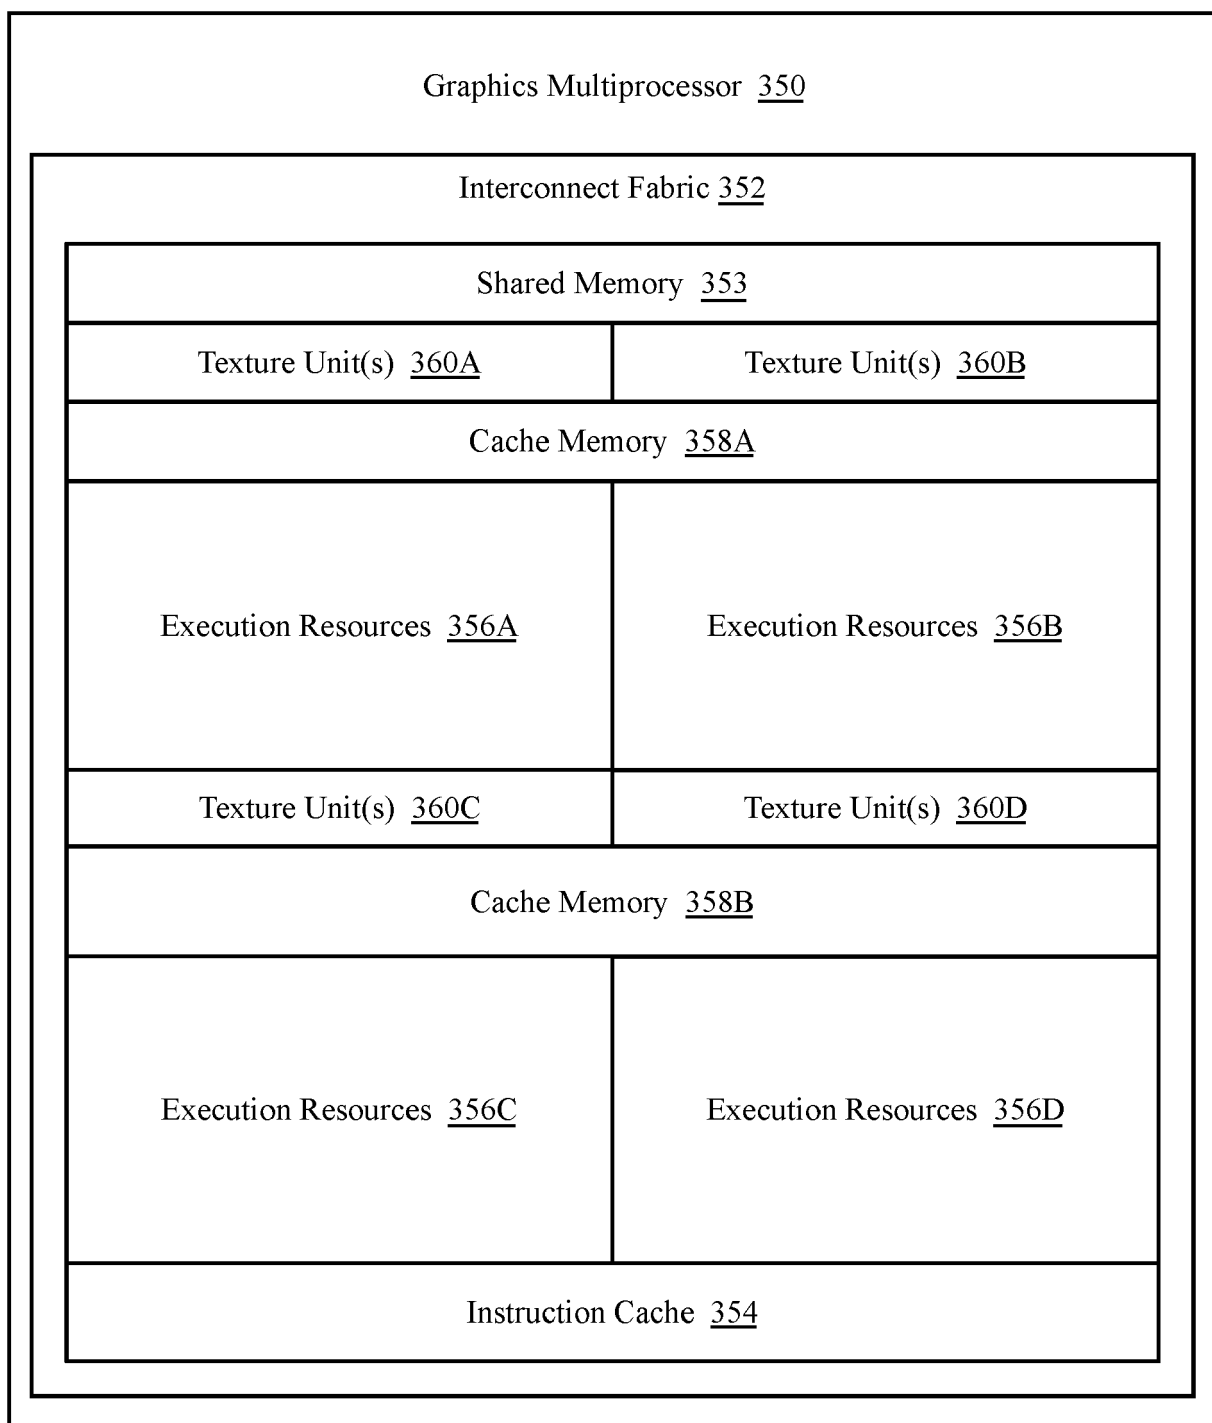 Graphics Multiprocessor 350
Interconnect Fabric 352
Shared Memory 353
Texture Unit(s) 360A
Texture Unit(s) 360B
Cache Memory 358A
Execution Resources 356A
Execution Resources 356B
Texture Unit(s) 360C
Texture Unit(s) 360D
Cache Memory 358B
Execution Resources 356C
Execution Resources 356D
Instruction Cache 354